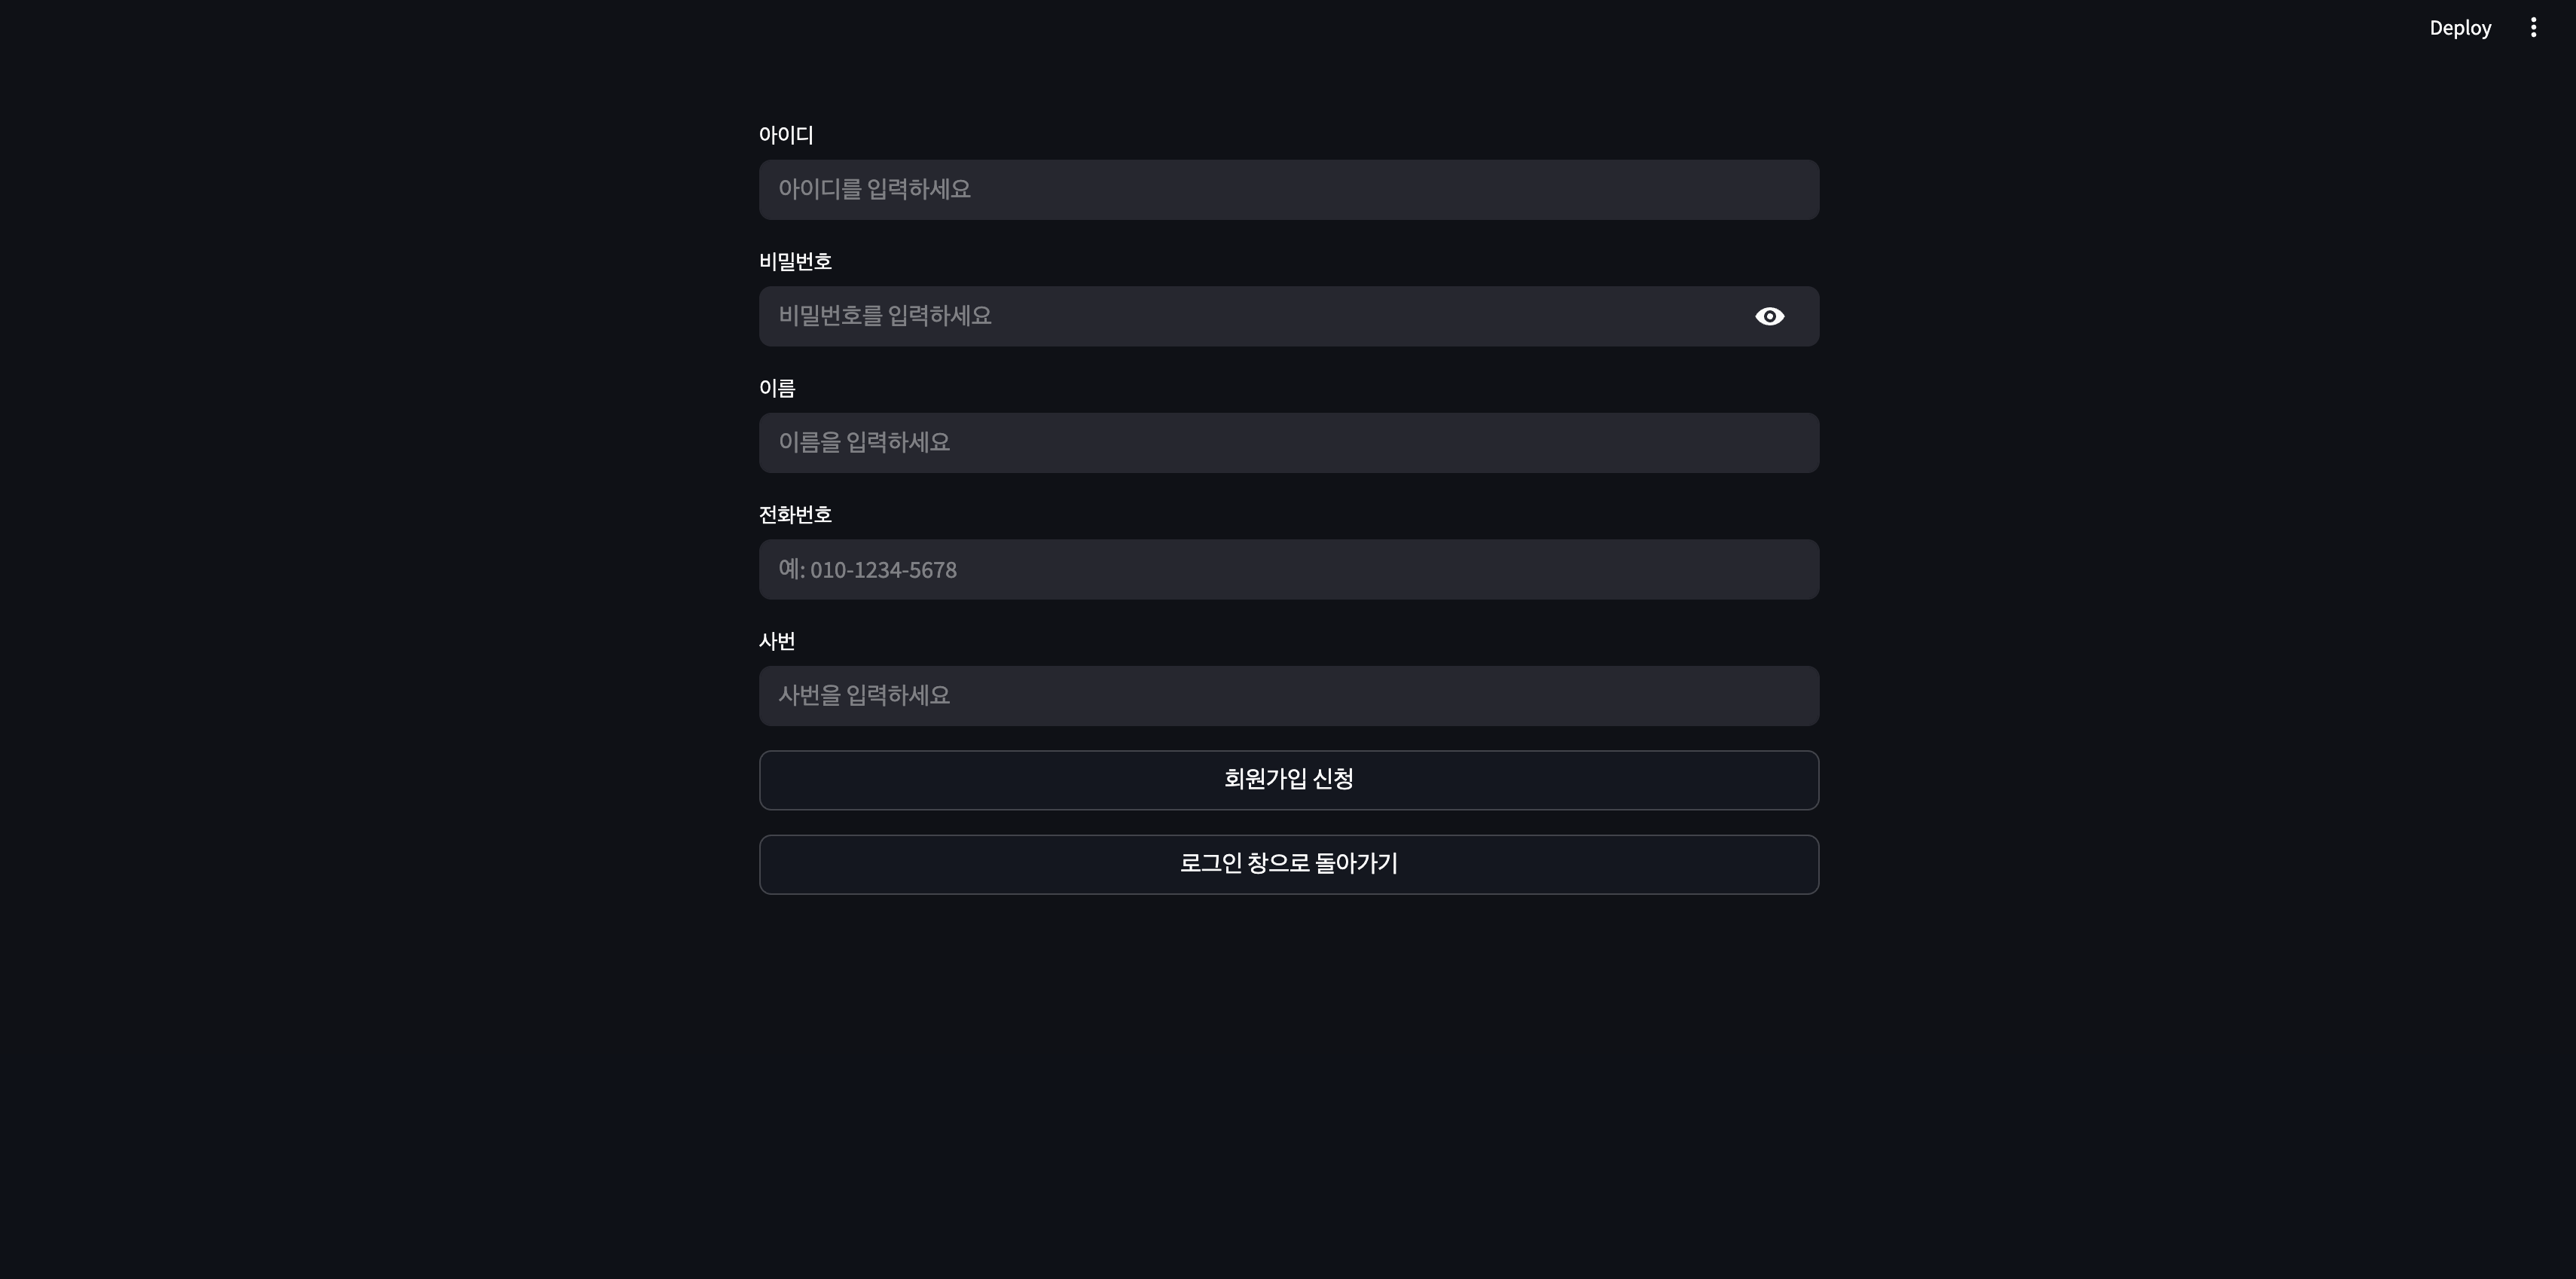 Deploy
아이디
아이디를 입력하세요
비밀번호
비밀번호를 입력하세요
이름
이름을 입력하세요
전화번호
예: 010-1234-5678
사번
사번을 입력하세요
회원가입 신청
로그인 창으로 돌아가기